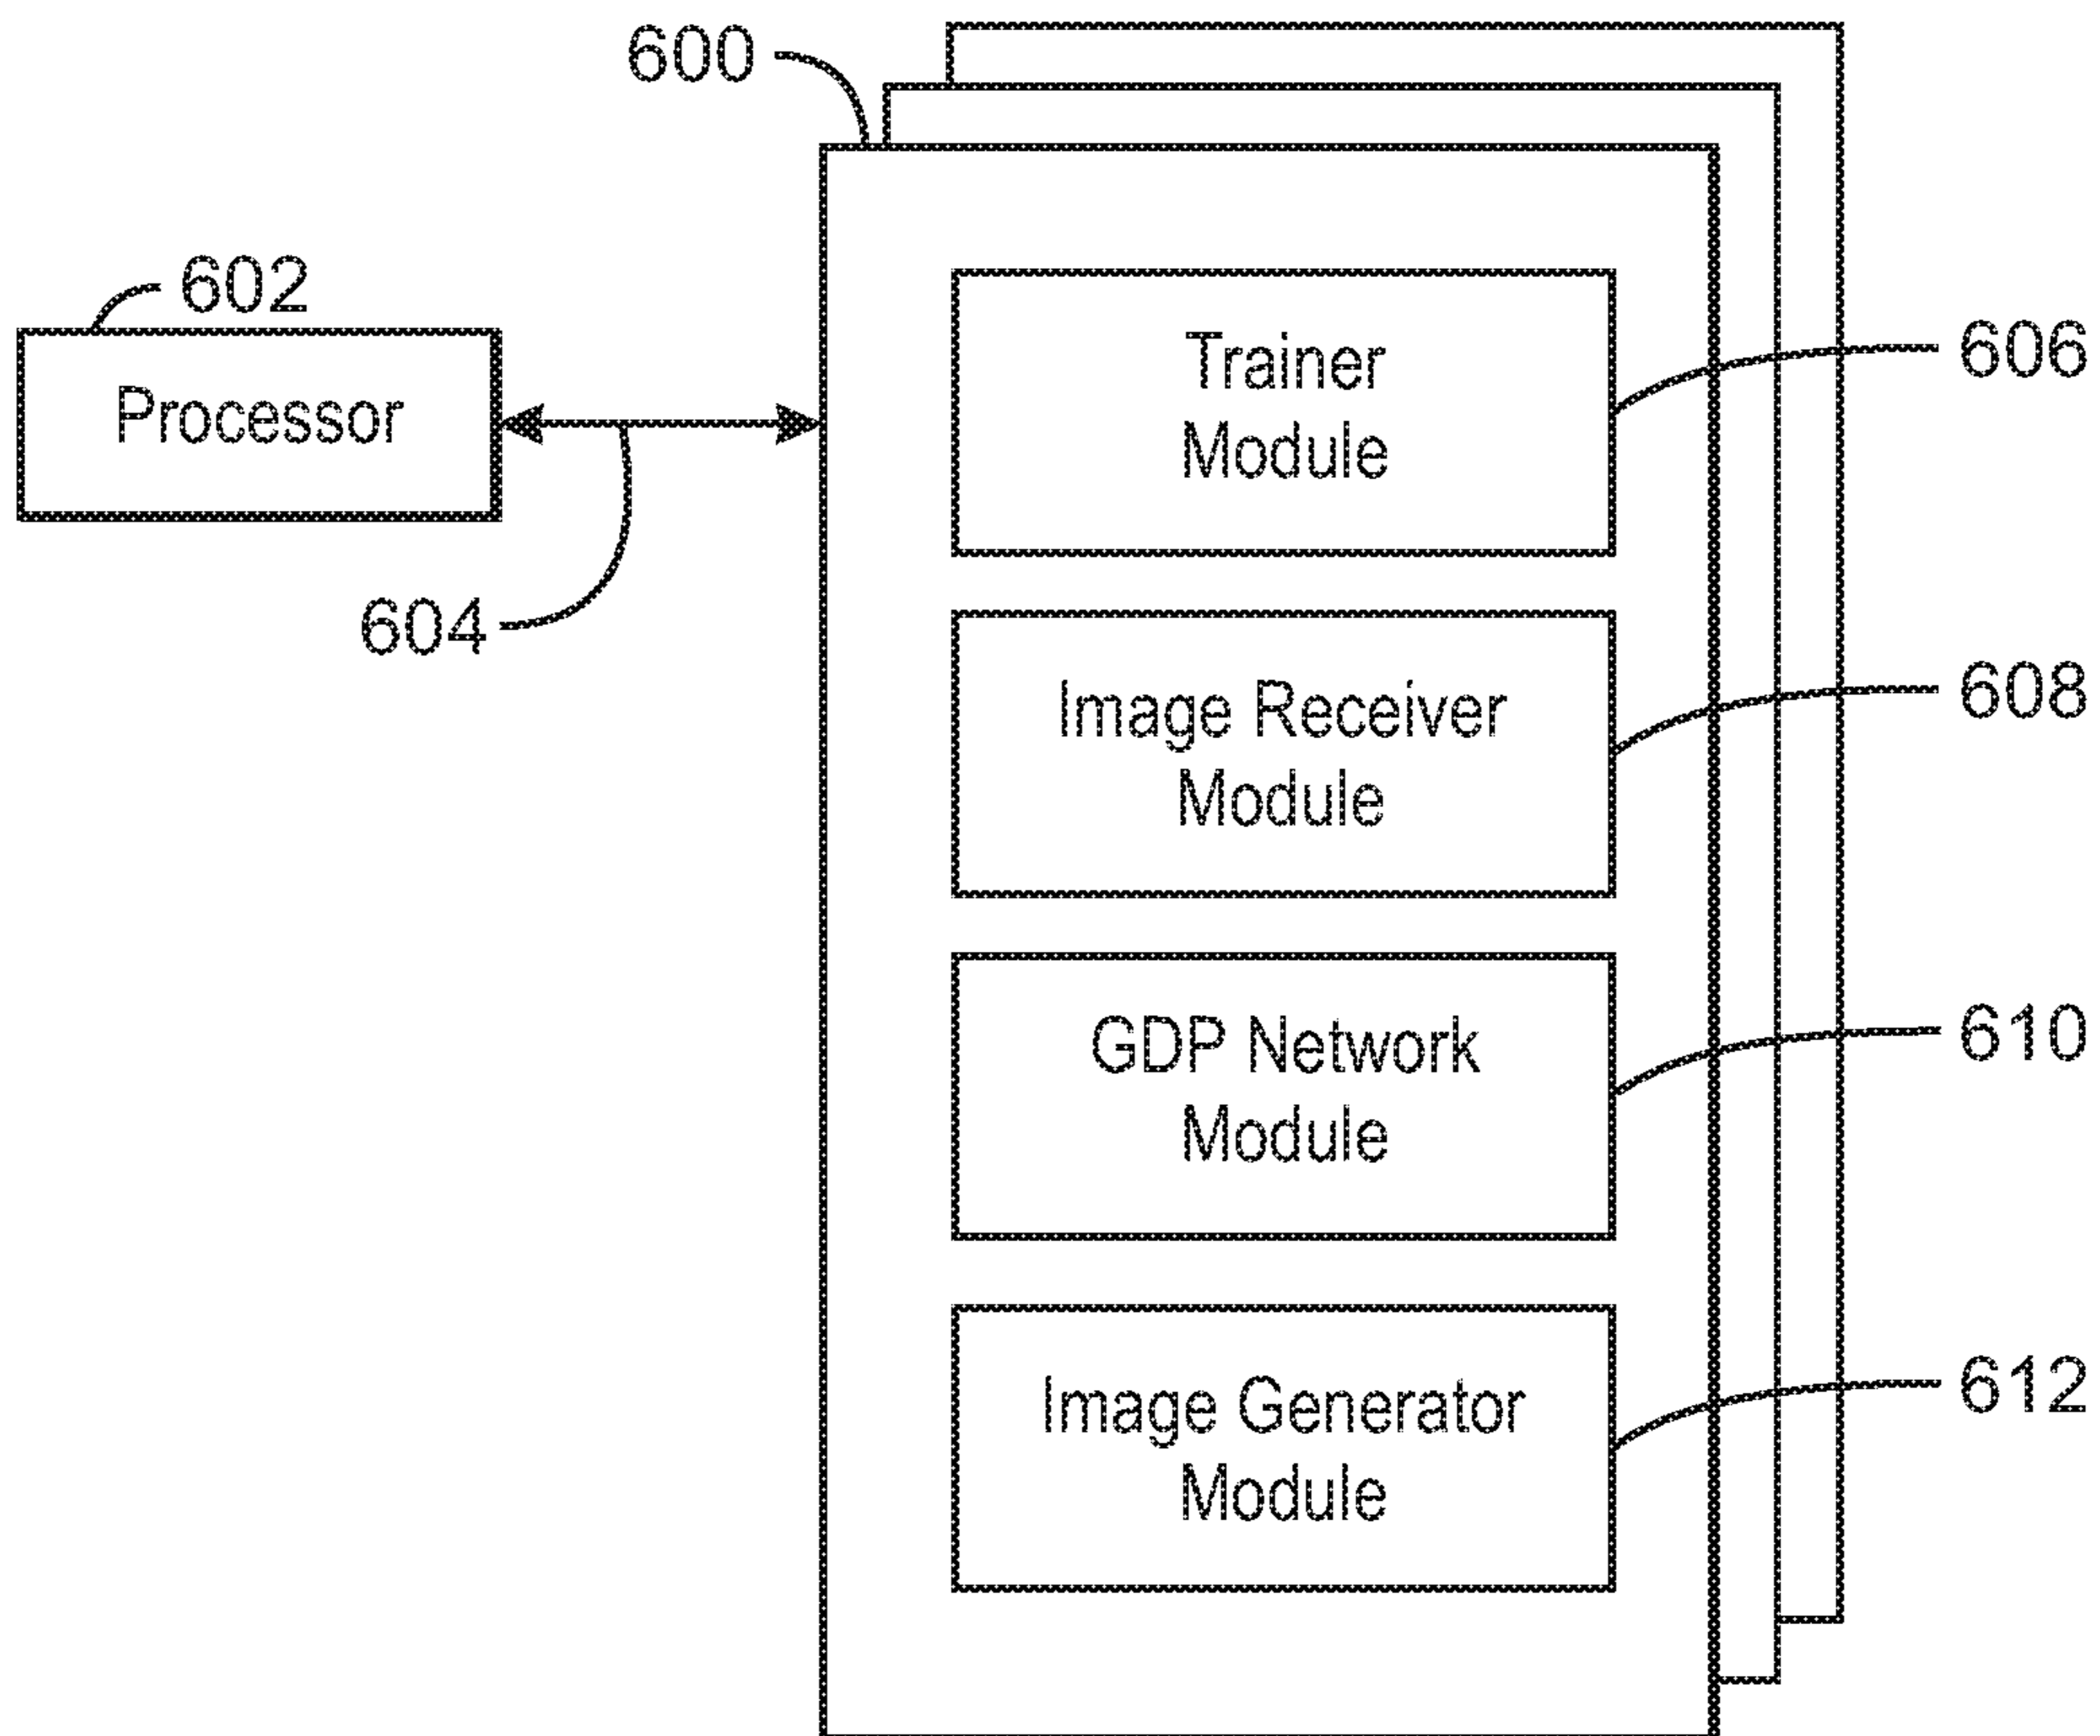 600
602
Processor
604
Trainer
Module
606
Image Receiver
Module
608
GDP Network
Module
610
Image Generator
Module
612